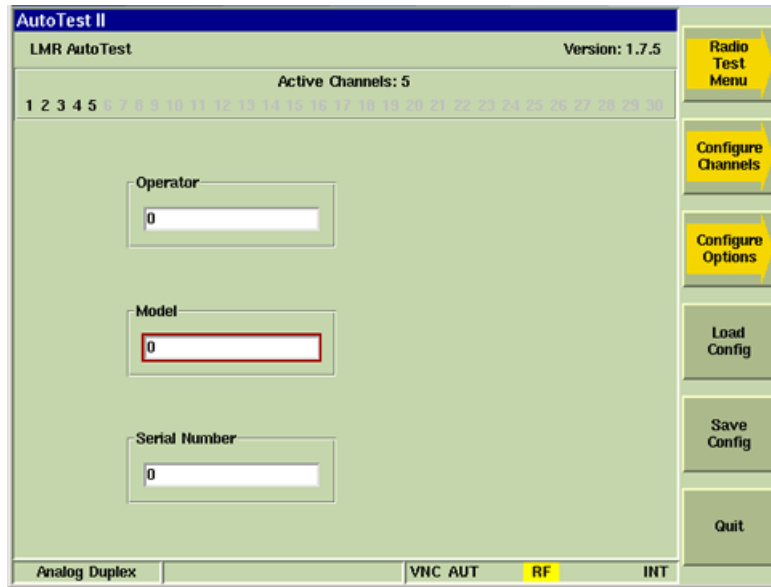 AutoTest II
LMR AutoTest Version: 1.7.5
Active Channels: 5
1 2 3 4 5 6 7 8 9 10 11 12 13 14 15 16 17 18 19 20 21 22 23 24 25 26 27 28 29 30
Operator
0
Model
0
Serial Number
0
Analog Duplex VNC AUT RF INT
Radio
Test
Menu
Configure
Channels
Configure
Options
Load
Config
Save
Config
Quit